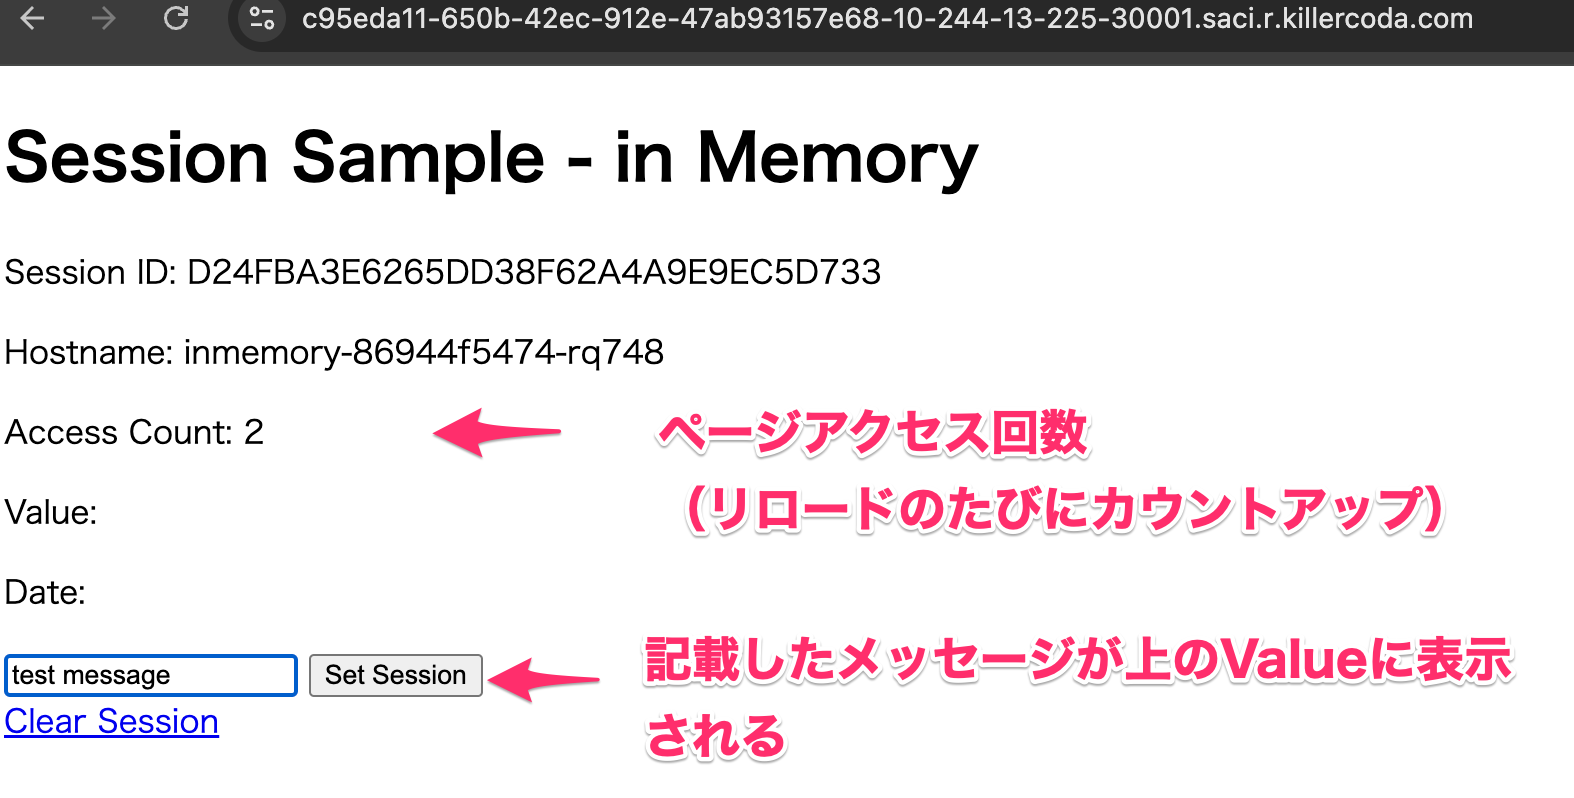 c95eda11-650b-42ec-912e-47ab93157e68-10-244-13-225-30001.saci.r.killercoda.com
Session Sample - in Memory
Session ID: D24FBA3E6265DD38F62A4A9E9EC5D733
Hostname: inmemory-86944f5474-rq748
Access Count: 2
ページアクセス回数
（リロードのたびにカウントアップ）
Value:
Date:
test message Set Session
記載したメッセージが上のValueに表示
される
Clear Session